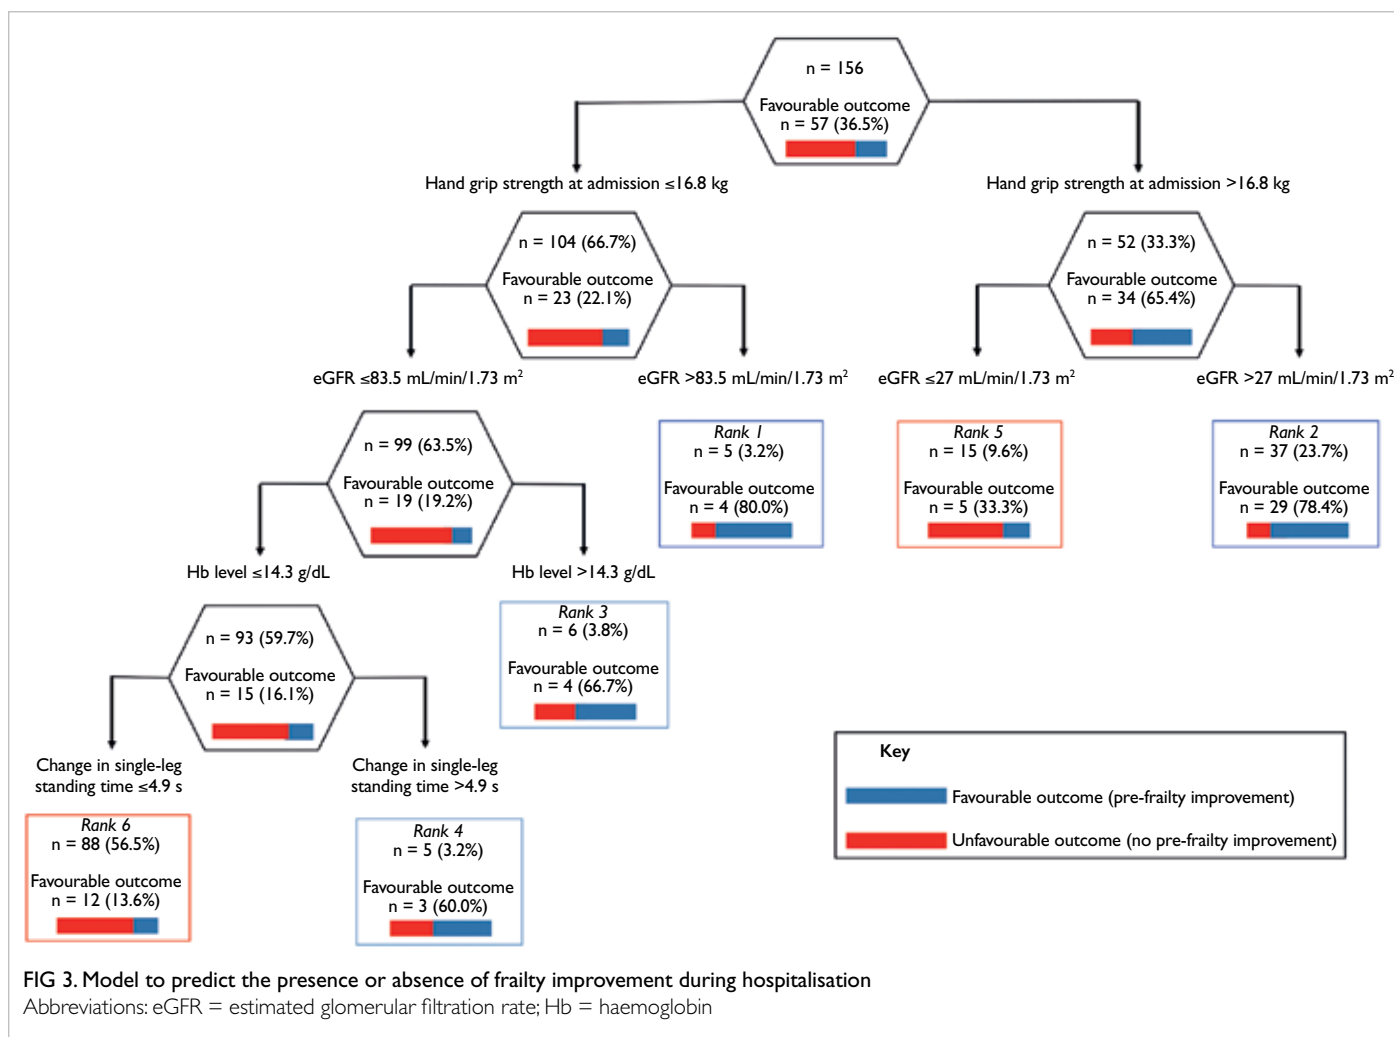 n = 156
Favourable outcome
n = 57 (36.5%)
Hand grip strength at admission ≤16.8 kg
Hand grip strength at admission >16.8 kg
n = 104 (66.7%)
Favourable outcome
n = 23 (22.1%)
n = 52 (33.3%)
Favourable outcome
n = 34 (65.4%)
eGFR ≤83.5 mL/min/1.73 m²
eGFR >83.5 mL/min/1.73 m²
eGFR ≤27 mL/min/1.73 m²
eGFR >27 mL/min/1.73 m²
n = 99 (63.5%)
Favourable outcome
n = 19 (19.2%)
Rank 1
n = 5 (3.2%)
Favourable outcome
n = 4 (80.0%)
Rank 5
n = 15 (9.6%)
Favourable outcome
n = 5 (33.3%)
Rank 2
n = 37 (23.7%)
Favourable outcome
n = 29 (78.4%)
Hb level ≤14.3 g/dL
Hb level >14.3 g/dL
n = 93 (59.7%)
Favourable outcome
n = 15 (16.1%)
Rank 3
n = 6 (3.8%)
Favourable outcome
n = 4 (66.7%)
Change in single-leg
standing time ≤4.9 s
Change in single-leg
standing time >4.9 s
Rank 6
n = 88 (56.5%)
Favourable outcome
n = 12 (13.6%)
Rank 4
n = 5 (3.2%)
Favourable outcome
n = 3 (60.0%)
Key
Favourable outcome (pre-frailty improvement)
Unfavourable outcome (no pre-frailty improvement)
FIG 3. Model to predict the presence or absence of frailty improvement during hospitalisation
Abbreviations: eGFR = estimated glomerular filtration rate; Hb = haemoglobin